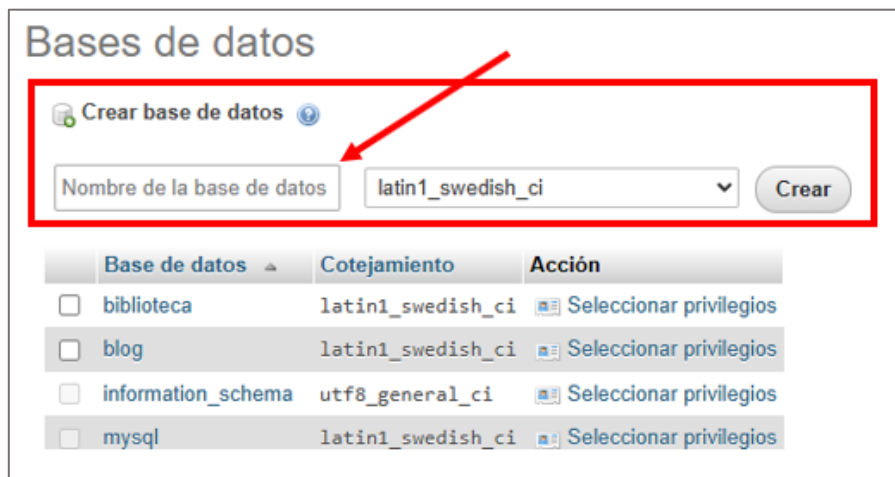 Bases de datos
Crear base de datos
Nombre de la base de datos latin1_swedish_ci Crear
Base de datos Cotejamiento Acción
biblioteca latin1_swedish_ci Seleccionar privilegios
blog latin1_swedish_ci Seleccionar privilegios
information_schema utf8_general_ci Seleccionar privilegios
mysql latin1_swedish_ci Seleccionar privilegios